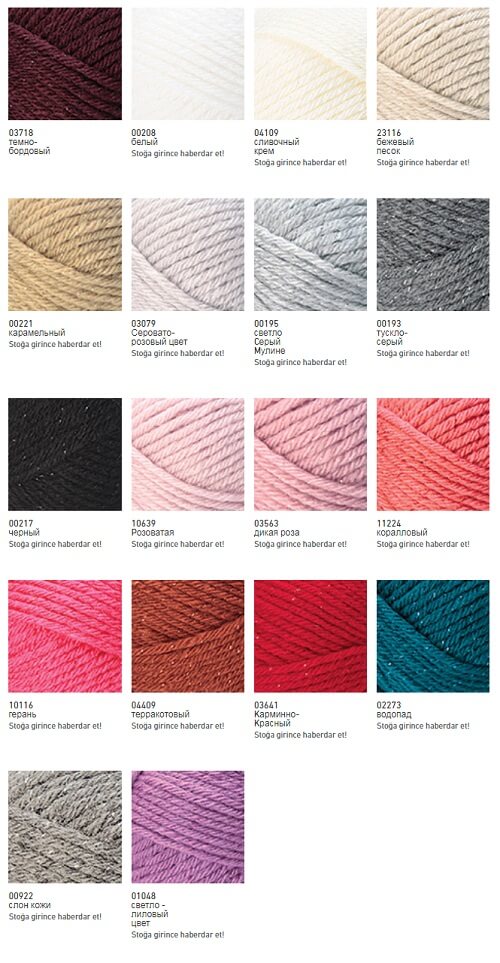 03718
темно-
бордовый
00208
белый
Stoğa girince haberdar et!
04109
сливочный
крем
Stoğa girince haberdar et!
23116
бежевый
песок
Stoğa girince haberdar et!
00221
карамельный
Stoğa girince haberdar et!
03079
Серовато-
розовый цвет
Stoğa girince haberdar et!
00195
светло
Серый
Мулине
Stoğa girince haberdar et!
00193
тускло-
серый
Stoğa girince haberdar et!
00217
черный
Stoğa girince haberdar et!
10639
Розоватая
Stoğa girince haberdar et!
03563
дикая роза
Stoğa girince haberdar et!
11224
коралловый
Stoğa girince haberdar et!
10116
герань
Stoğa girince haberdar et!
04409
терракотовый
Stoğa girince haberdar et!
03641
Карминно-
Красный
Stoğa girince haberdar et!
02273
водопад
Stoğa girince haberdar et!
00922
слон кожи
Stoğa girince haberdar et!
01048
светло -
лиловый
цвет
Stoğa girince haberdar et!